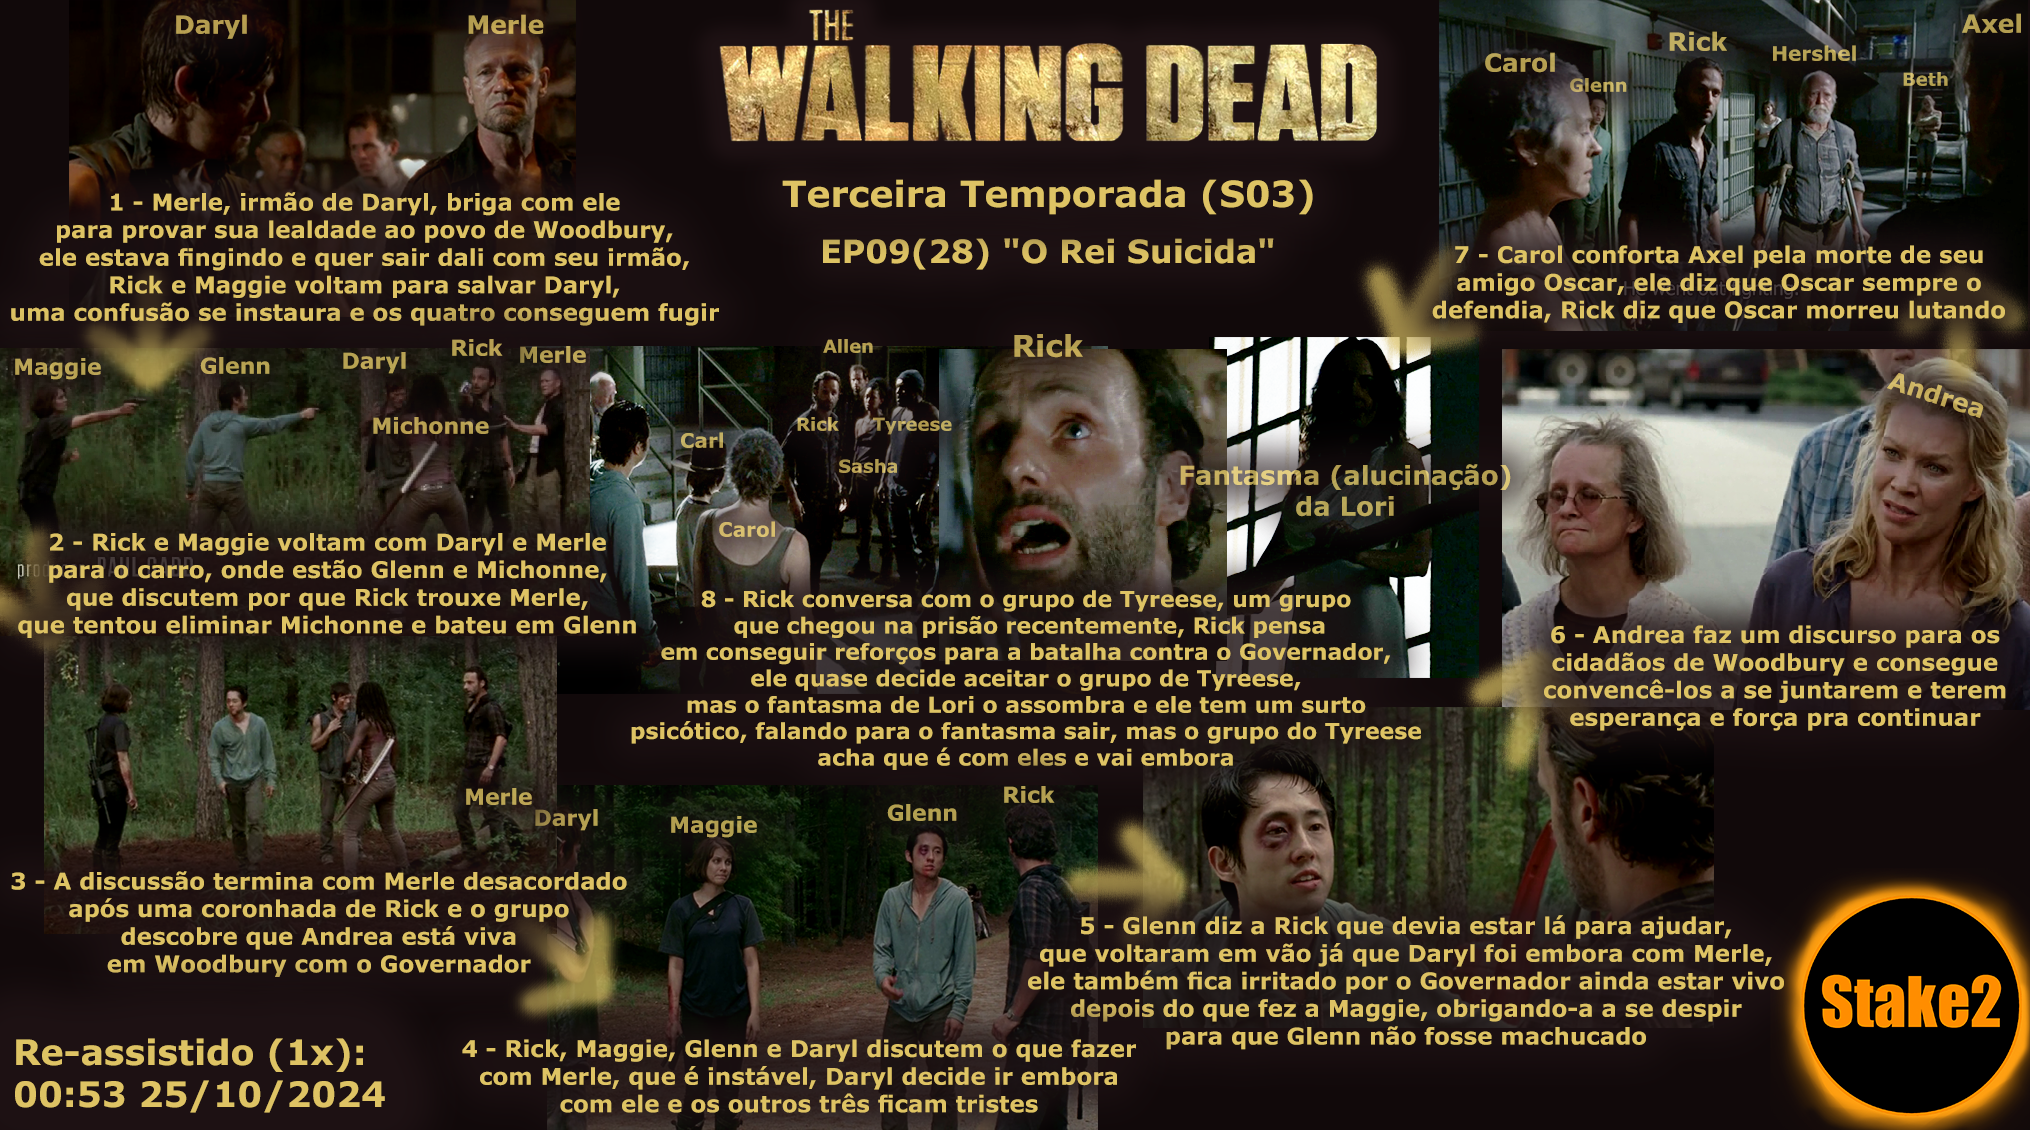 THE
WALKING DEAD
Terceira Temporada (S03)
EP09(28) "O Rei Suicida"
Daryl
Merle
1 - Merle, irmão de Daryl, briga com ele
para provar sua lealdade ao povo de Woodbury,
ele estava fingindo e quer sair dali com seu irmão,
Rick e Maggie voltam para salvar Daryl,
uma confusão se instaura e os quatro conseguem fugir
Maggie
Glenn
Daryl
Rick
Merle
Michonne
2 - Rick e Maggie voltam com Daryl e Merle
para o carro, onde estão Glenn e Michonne,
que discutem por que Rick trouxe Merle,
que tentou eliminar Michonne e bateu em Glenn
Merle
3 - A discussão termina com Merle desacordado
após uma coronhada de Rick e o grupo
descobre que Andrea está viva
em Woodbury com o Governador
Daryl
Maggie
Glenn
Rick
4 - Rick, Maggie, Glenn e Daryl discutem o que fazer
com Merle, que é instável, Daryl decide ir embora
com ele e os outros três ficam tristes
5 - Glenn diz a Rick que devia estar lá para ajudar,
que voltaram em vão já que Daryl foi embora com Merle,
ele também fica irritado por o Governador ainda estar vivo
depois do que fez a Maggie, obrigando-a a se despir
para que Glenn não fosse machucado
Andrea
6 - Andrea faz um discurso para os
cidadãos de Woodbury e consegue
convencê-los a se juntarem e terem
esperança e força pra continuar
Carol
Glenn
Rick
Hershel
Beth
Axel
7 - Carol conforta Axel pela morte de seu
amigo Oscar, ele diz que Oscar sempre o
defendia, Rick diz que Oscar morreu lutando
Carl
Carol
Allen
Rick
Tyreese
Sasha
Rick
Fantasma (alucinação)
da Lori
8 - Rick conversa com o grupo de Tyreese, um grupo
que chegou na prisão recentemente, Rick pensa
em conseguir reforços para a batalha contra o Governador,
ele quase decide aceitar o grupo de Tyreese,
mas o fantasma de Lori o assombra e ele tem um surto
psicótico, falando para o fantasma sair, mas o grupo do Tyreese
acha que é com eles e vai embora
Re-assistido (1x):
00:53 25/10/2024
Stake2